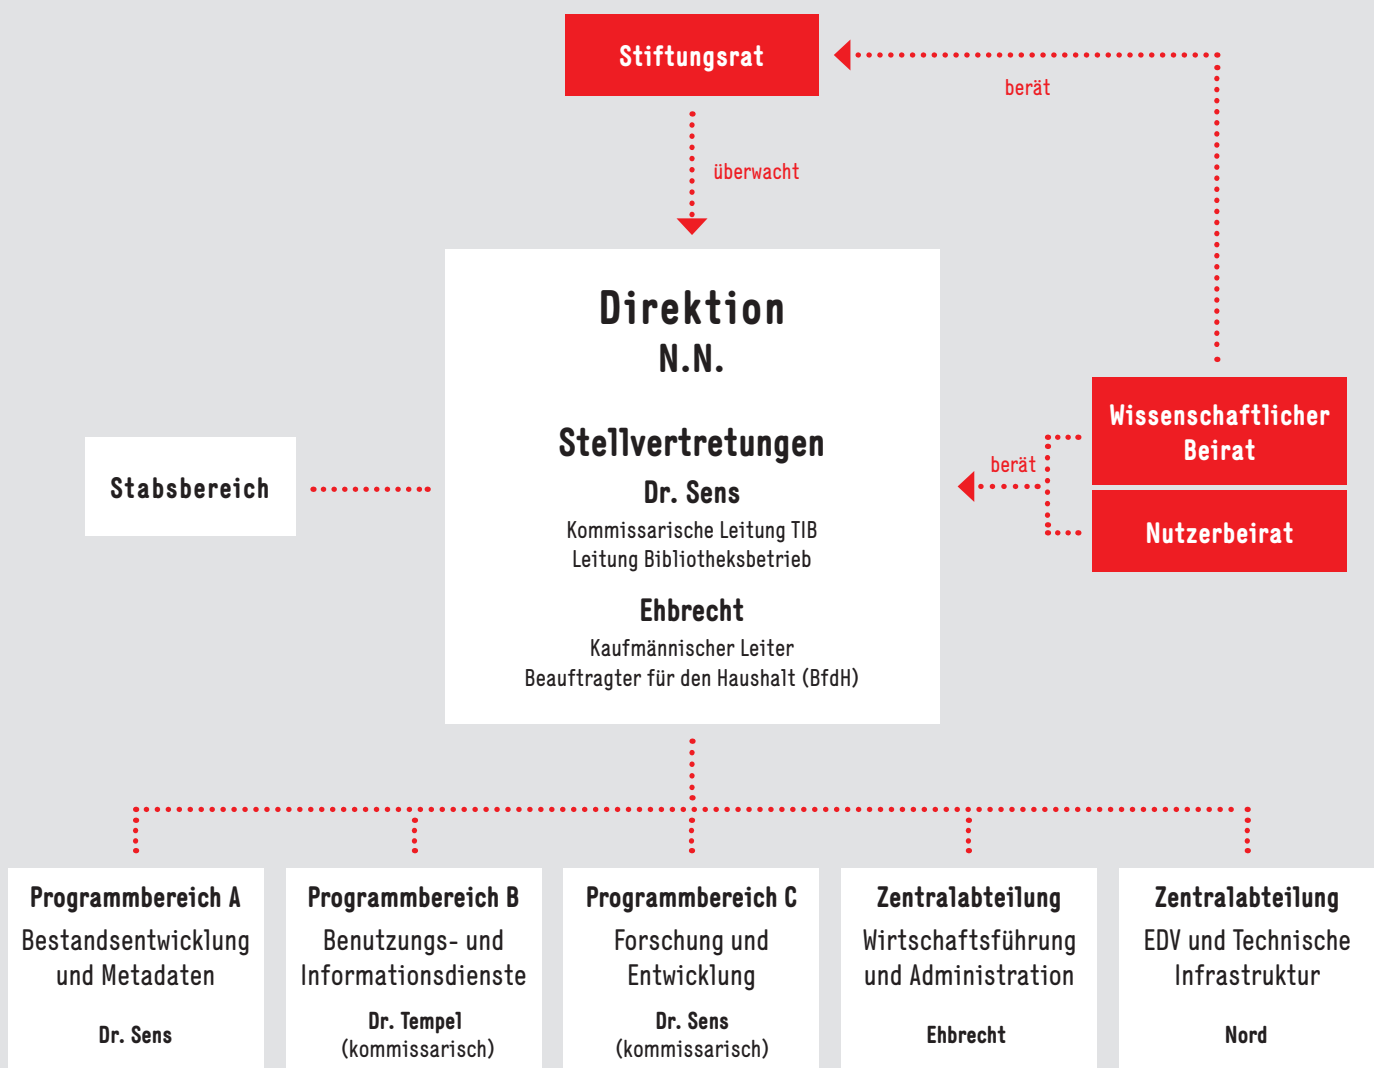 Stiftungsrat
berät
überwacht
Direktion
N.N.
Stellvertretungen
Dr. Sens
Kommissarische Leitung TIB
Leitung Bibliotheksbetrieb
Ehbrecht
Kaufmännischer Leiter
Beauftragter für den Haushalt (BfdH)
Stabsbereich
berät
Wissenschaftlicher
Beirat
Nutzerbeirat
Programmbereich A
Bestandsentwicklung
und Metadaten
Dr. Sens
Programmbereich B
Benutzungs- und
Informationsdienste
Dr. Tempel
(kommissarisch)
Programmbereich C
Forschung und
Entwicklung
Dr. Sens
(kommissarisch)
Zentralabteilung
Wirtschaftsführung
und Administration
Ehbrecht
Zentralabteilung
EDV und Technische
Infrastruktur
Nord